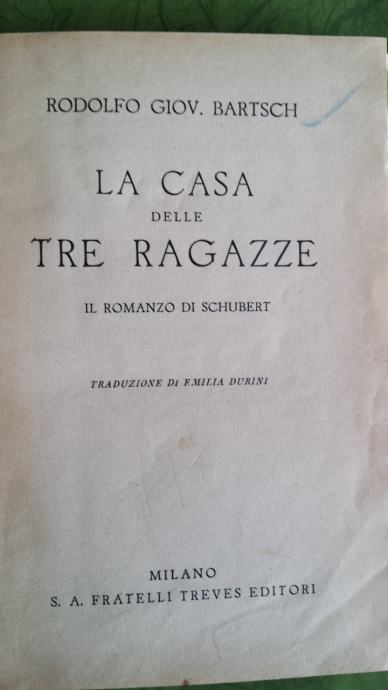 RODOLFO GIOV. BARTSCH
LA CASA
DELLE
TRE RAGAZZE
IL ROMANZO DI SCHUBERT
TRADUZIONE DI EMILIA DURINI
MILANO
S. A. FRATELLI TREVES EDITORI